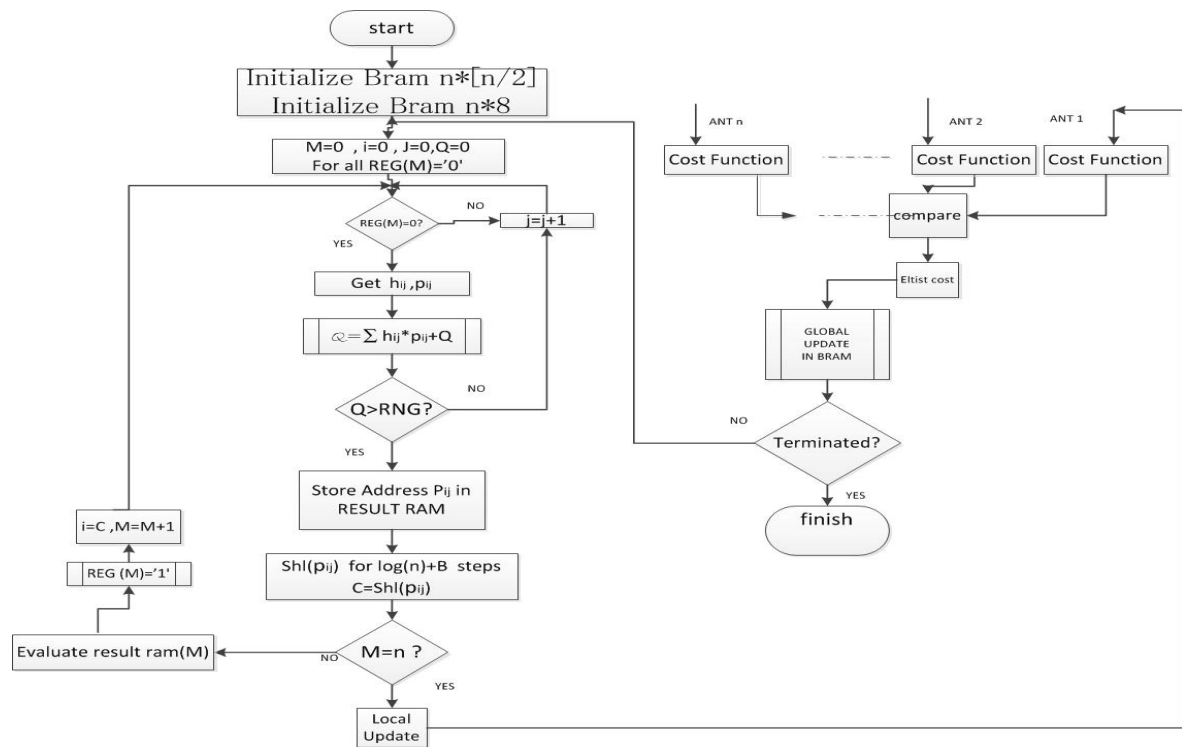 start
Initialize Bram n*[n/2]
Initialize Bram n*8
M=0 , i=0 , J=0,Q=0
For all REG(M)='0'
REG(M)=0?
NO
j=j+1
YES
Get hij ,pij
Q=∑ hij*pij+Q
Q>RNG?
NO
YES
Store Address Pij in
RESULT RAM
Shl(pij) for log(n)+B steps
C=Shl(pij)
M=n ?
NO
YES
Evaluate result ram(M)
REG (M)='1'
i=C ,M=M+1
Local
Update
ANT n
ANT 2
ANT 1
Cost Function
Cost Function
Cost Function
compare
Eltist cost
GLOBAL
UPDATE
IN BRAM
Terminated?
NO
YES
finish